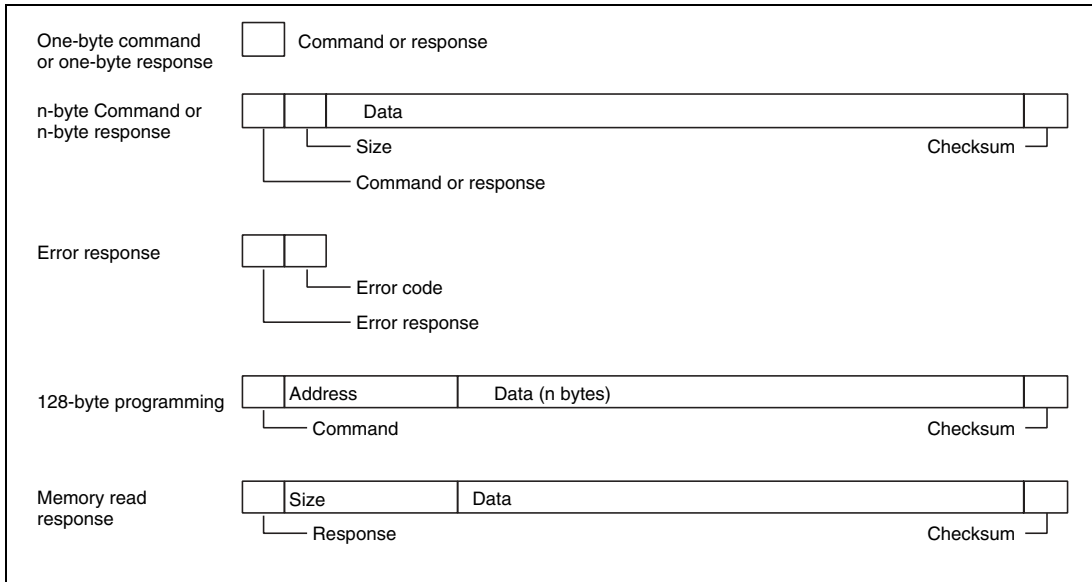 One-byte command
or one-byte response
Command or response
n-byte Command or
n-byte response
Data
Size
Checksum
Command or response
Error response
Error code
Error response
128-byte programming
Address
Data (n bytes)
Command
Checksum
Memory read
response
Size
Data
Response
Checksum